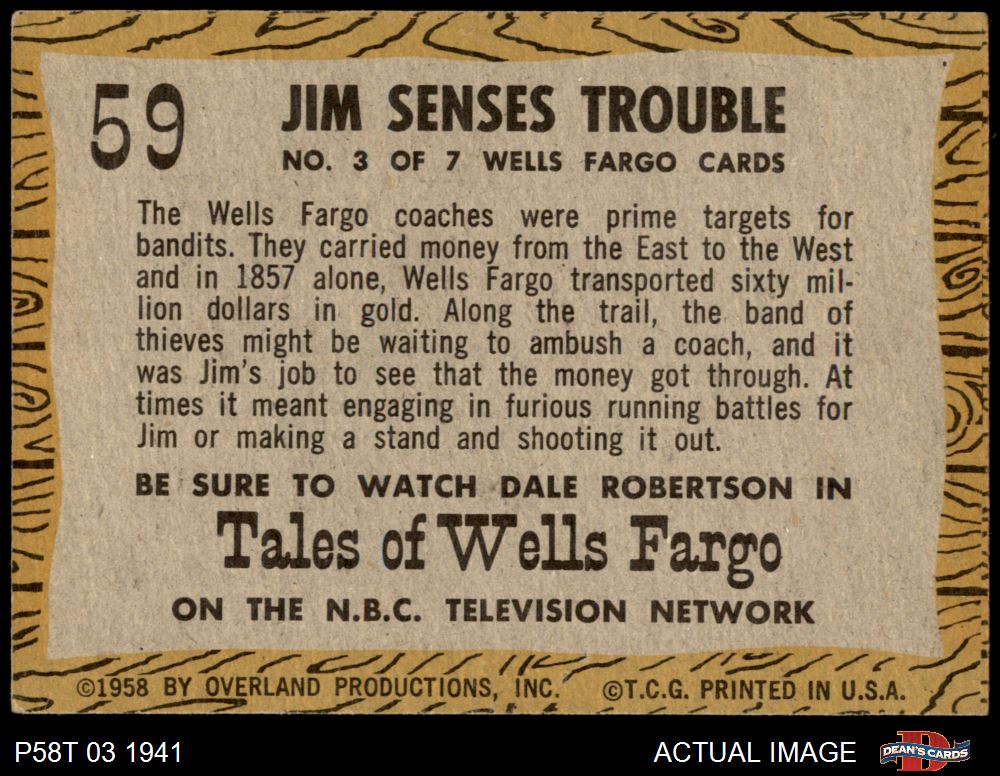 59
JIM SENSES TROUBLE
NO. 3 OF 7 WELLS FARGO CARDS
The Wells Fargo coaches were prime targets for
bandits. They carried money from the East to the West
and in 1857 alone, Wells Fargo transported sixty mil-
lion dollars in gold. Along the trail, the band of
thieves might be waiting to ambush a coach, and it
was Jim's job to see that the money got through. At
times it meant engaging in furious running battles for
Jim or making a stand and shooting it out.
BE SURE TO WATCH DALE ROBERTSON IN
Tales of Wells Fargo
ON THE N.B.C. TELEVISION NETWORK
©1958 BY OVERLAND PRODUCTIONS, INC. ©T.C.G. PRINTED IN U.S.A.
P58T 03 1941
ACTUAL IMAGE
D
DEAN'S CARDS